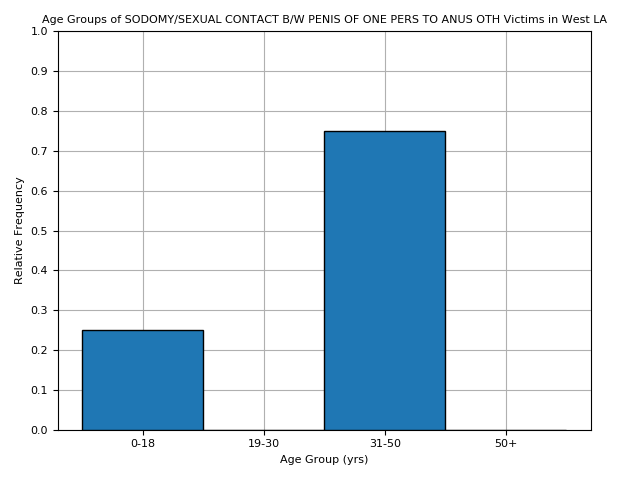 Age Groups of SODOMY/SEXUAL CONTACT B/W PENIS OF ONE PERS TO ANUS OTH Victims in West LA
1.0
0.9
0.8
0.7
0.6
0.5
0.4
0.3
0.2
0.1
0.0
Relative Frequency
0-18 19-30 31-50 50+
Age Group (yrs)